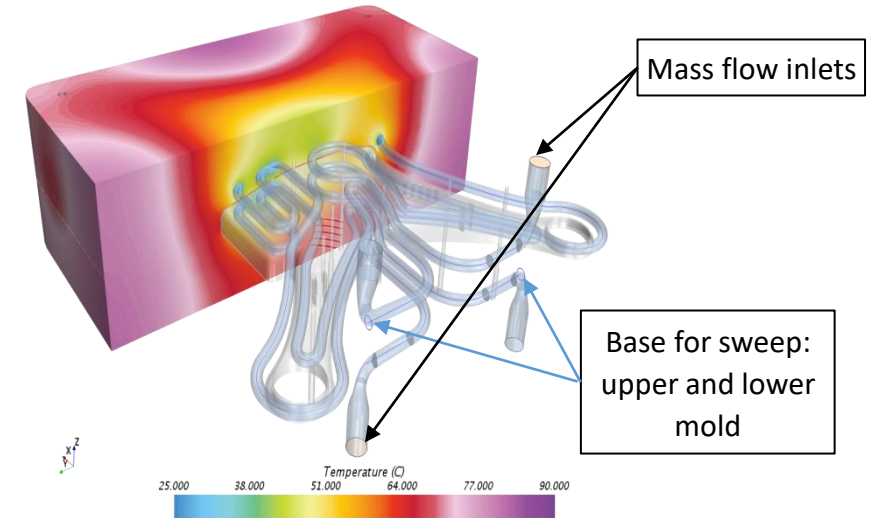 Mass flow inlets
Base for sweep:
upper and lower
mold
X Z
Y
Temperature (C)
25.000 38.000 51.000 64.000 77.000 90.000